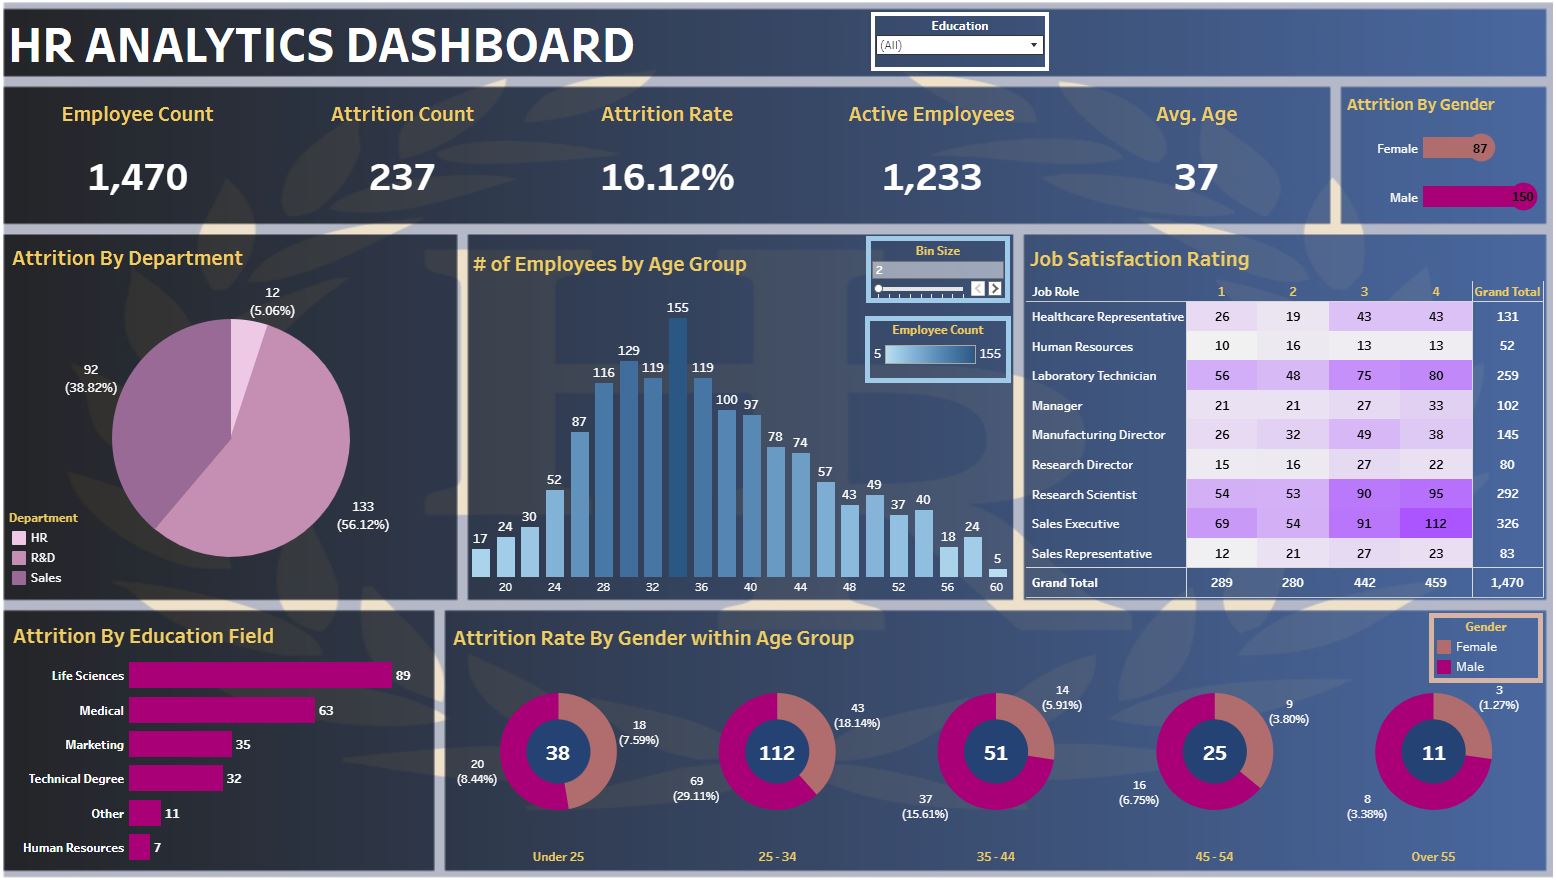 HR ANALYTICS DASHBOARD
Education
(All)
Employee Count
1,470
Attrition Count
237
Attrition Rate
16.12%
Active Employees
1,233
Avg. Age
37
Attrition By Gender
Female 87
Male 150
Attrition By Department
12
(5.06%)
92
(38.82%)
133
(56.12%)
Department
HR
R&D
Sales
# of Employees by Age Group
Bin Size
2
Employee Count
5 155
17 24 30 52 87 116 129 119 155 119 100 97 78 74 57 43 49 37 40 18 24 5
20 24 28 32 36 40 44 48 52 56 60
Job Satisfaction Rating
Job Role 1 2 3 4 Grand Total
Healthcare Representative 26 19 43 43 131
Human Resources 10 16 13 13 52
Laboratory Technician 56 48 75 80 259
Manager 21 21 27 33 102
Manufacturing Director 26 32 49 38 145
Research Director 15 16 27 22 80
Research Scientist 54 53 90 95 292
Sales Executive 69 54 91 112 326
Sales Representative 12 21 27 23 83
Grand Total 289 280 442 459 1,470
Attrition By Education Field
Life Sciences 89
Medical 63
Marketing 35
Technical Degree 32
Other 11
Human Resources 7
Attrition Rate By Gender within Age Group
Gender
Female
Male
38
18
(7.59%)
20
(8.44%)
Under 25
112
43
(18.14%)
69
(29.11%)
25 - 34
51
14
(5.91%)
37
(15.61%)
35 - 44
25
9
(3.80%)
16
(6.75%)
45 - 54
11
3
(1.27%)
8
(3.38%)
Over 55
HR